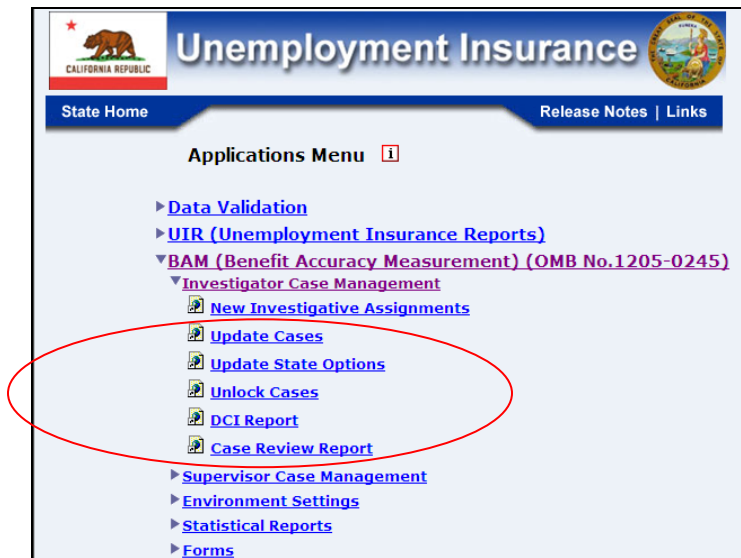 CALIFORNIA REPUBLIC
Unemployment Insurance
State Home
Release Notes | Links
Applications Menu i
Data Validation
UIR (Unemployment Insurance Reports)
BAM (Benefit Accuracy Measurement) (OMB No.1205-0245)
Investigator Case Management
New Investigative Assignments
Update Cases
Update State Options
Unlock Cases
DCI Report
Case Review Report
Supervisor Case Management
Environment Settings
Statistical Reports
Forms